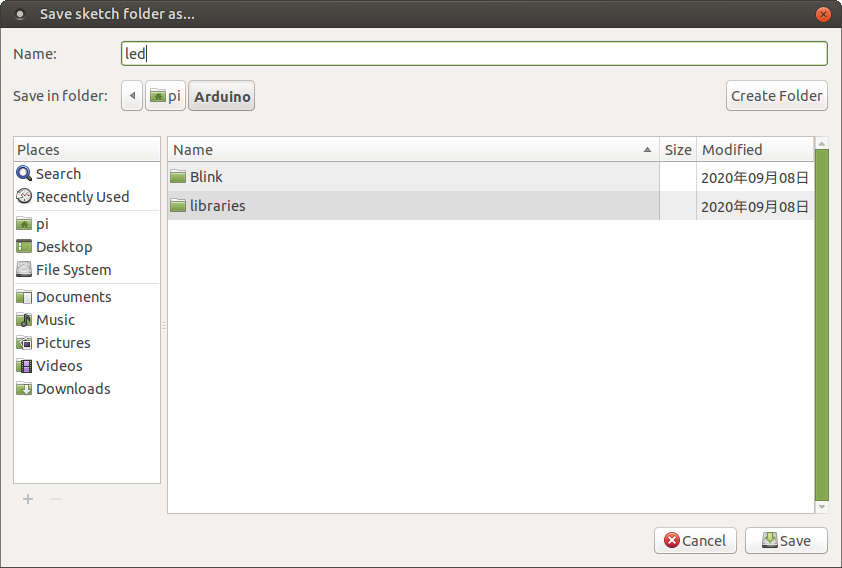 Save sketch folder as...
Name: led
Save in folder: pi Arduino Create Folder
Places
Search
Recently Used
pi
Desktop
File System
Documents
Music
Pictures
Videos
Downloads
Name Size Modified
Blink 2020年09月08日
libraries 2020年09月08日
Cancel Save